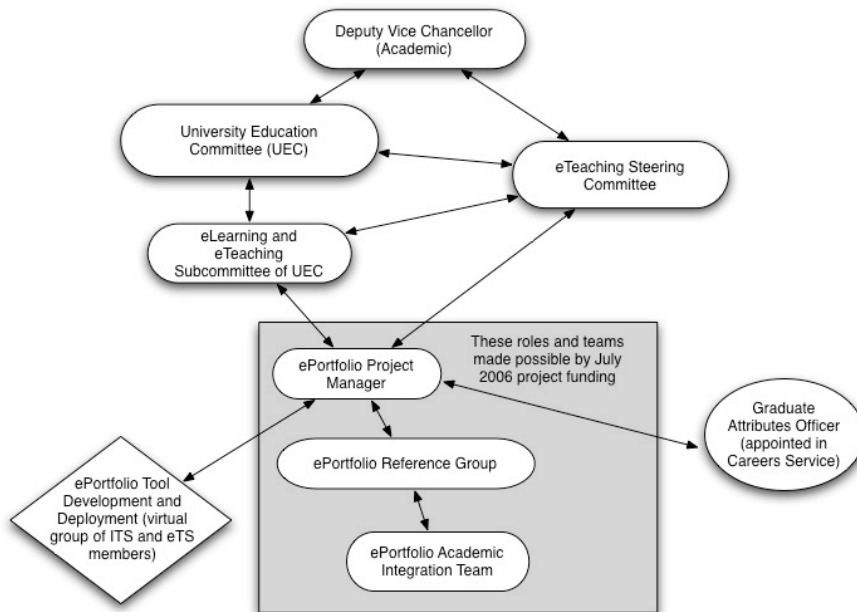 Deputy Vice Chancellor
(Academic)
University Education
Committee (UEC)
eTeaching Steering
Committee
eLearning and
eTeaching
Subcommittee of UEC
These roles and teams
made possible by July
2006 project funding
ePortfolio Project
Manager
Graduate
Attributes Officer
(appointed in
Careers Service)
ePortfolio Reference Group
ePortfolio Tool
Development and
Deployment (virtual
group of ITS and eTS
members)
ePortfolio Academic
Integration Team